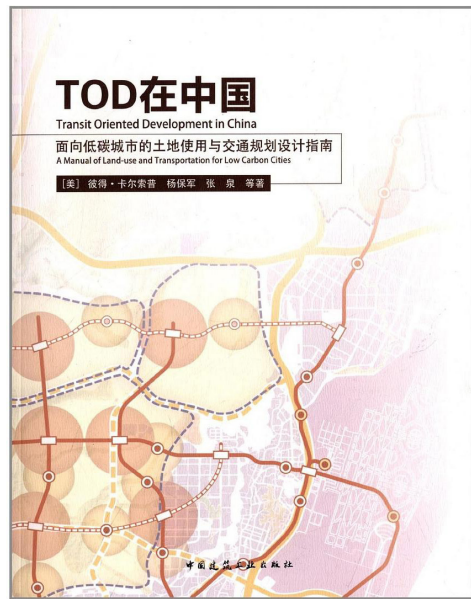 TOD在中国
Transit Oriented Development in China
面向低碳城市的土地使用与交通规划设计指南
A Manual of Land-use and Transportation for Low Carbon Cities
[美] 彼得·卡尔索普 杨保军 张 泉 等著
中国建筑工业出版社